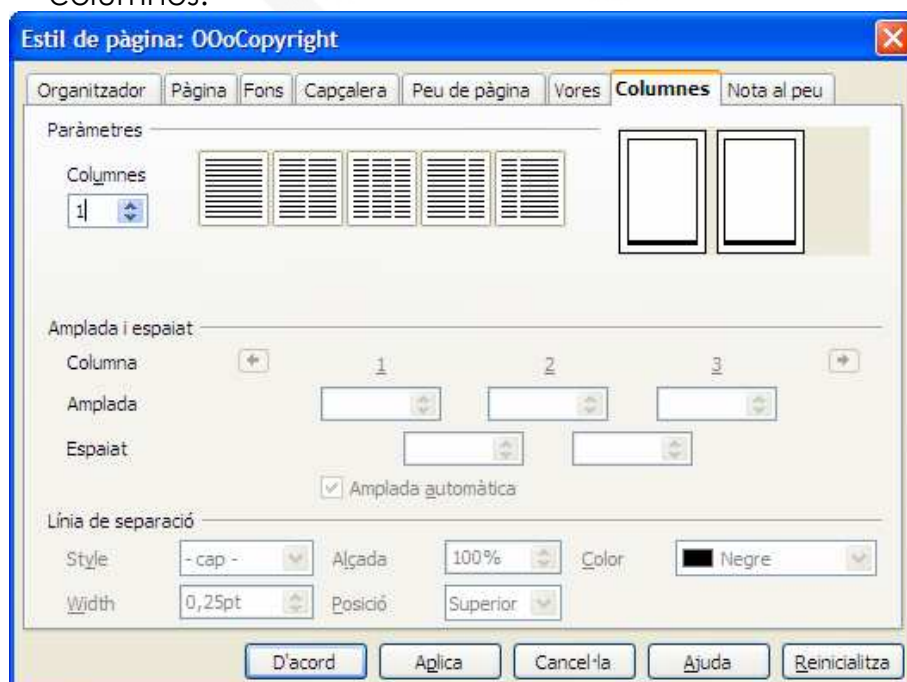 columnes.
Estil de pàgina: OOoCopyright
Organitzador Pàgina Fons Capçalera Peu de pàgina Vores Columnes Nota al peu
Paràmetres
Columnes
1
Amplada i espaiat
Columna 1 2 3
Amplada
Espaiat
Amplada automàtica
Línia de separació
Style - cap - Alçada 100% Color Negre
Width 0,25pt Posició Superior
D'acord Aplica Cancel·la Ajuda Reinicialitza